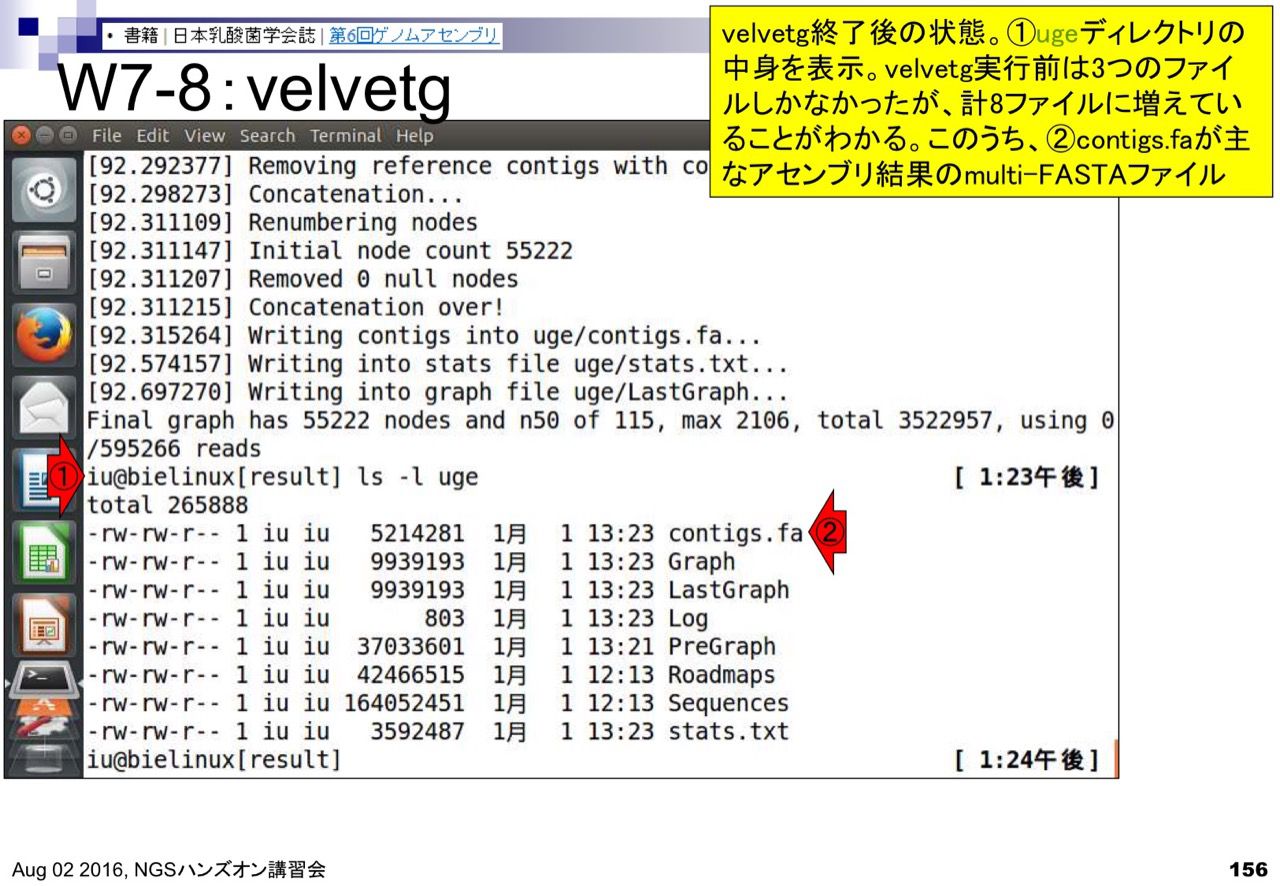 • 書籍 | 日本乳酸菌学会誌 | 第6回ゲノムアセンブリ
W7-8：velvetg
velvetg終了後の状態。①ugeディレクトリの
中身を表示。velvetg実行前は3つのファイ
ルしかなかったが、計8ファイルに増えてい
ることがわかる。このうち、②contigs.faが主
なアセンブリ結果のmulti-FASTAファイル
File Edit View Search Terminal Help
[92.292377] Removing reference contigs with co
[92.298273] Concatenation...
[92.311109] Renumbering nodes
[92.311147] Initial node count 55222
[92.311207] Removed 0 null nodes
[92.311215] Concatenation over!
[92.315264] Writing contigs into uge/contigs.fa...
[92.574157] Writing into stats file uge/stats.txt...
[92.697270] Writing into graph file uge/LastGraph...
Final graph has 55222 nodes and n50 of 115, max 2106, total 3522957, using 0
/595266 reads
① iu@bielinux[result] ls -l uge [ 1:23午後]
total 265888
-rw-rw-r-- 1 iu iu 5214281 1月 1 13:23 contigs.fa ②
-rw-rw-r-- 1 iu iu 9939193 1月 1 13:23 Graph
-rw-rw-r-- 1 iu iu 9939193 1月 1 13:23 LastGraph
-rw-rw-r-- 1 iu iu 803 1月 1 13:23 Log
-rw-rw-r-- 1 iu iu 37033601 1月 1 13:21 PreGraph
-rw-rw-r-- 1 iu iu 42466515 1月 1 12:13 Roadmaps
-rw-rw-r-- 1 iu iu 164052451 1月 1 12:13 Sequences
-rw-rw-r-- 1 iu iu 3592487 1月 1 13:23 stats.txt
iu@bielinux[result] [ 1:24午後]
Aug 02 2016, NGSハンズオン講習会
156